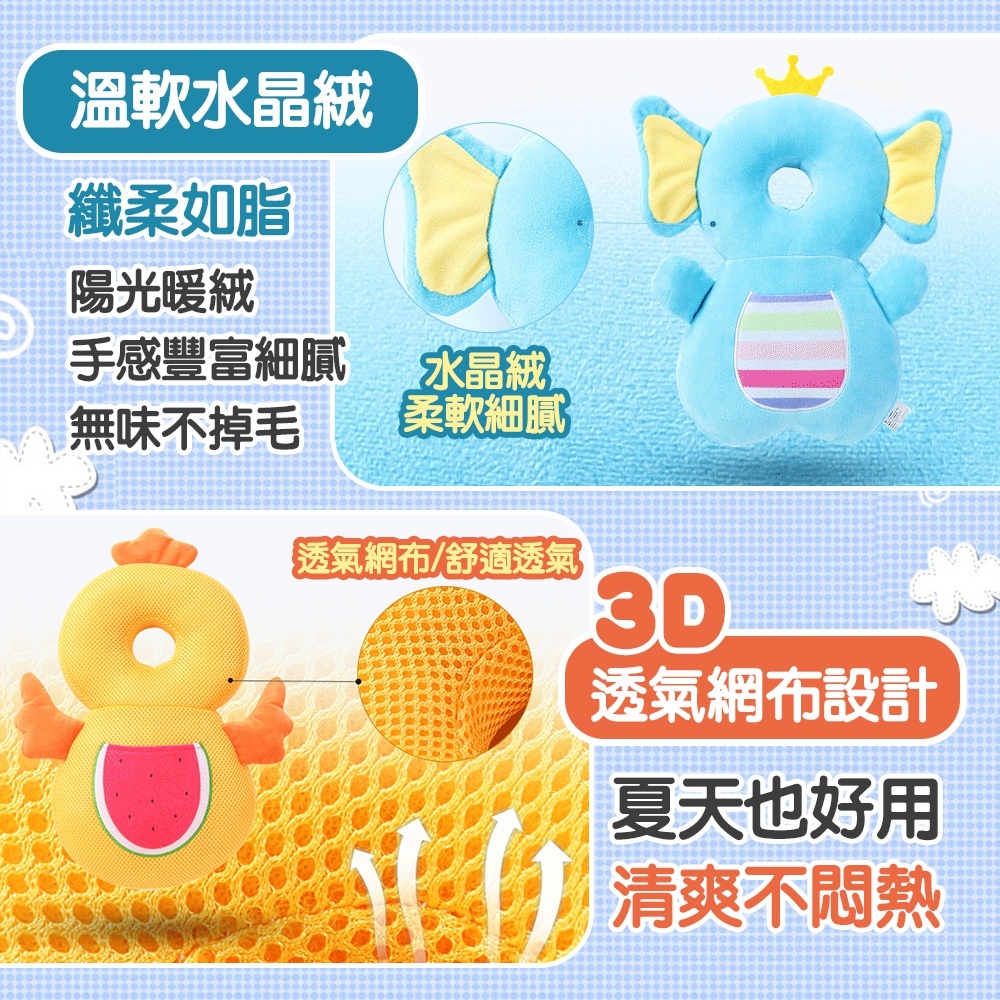 溫軟水晶絨
纖柔如脂
陽光暖絨
手感豐富細膩
無味不掉毛
水晶絨
柔軟細膩
透氣網布/舒適透氣
3D
透氣網布設計
夏天也好用
清爽不悶熱